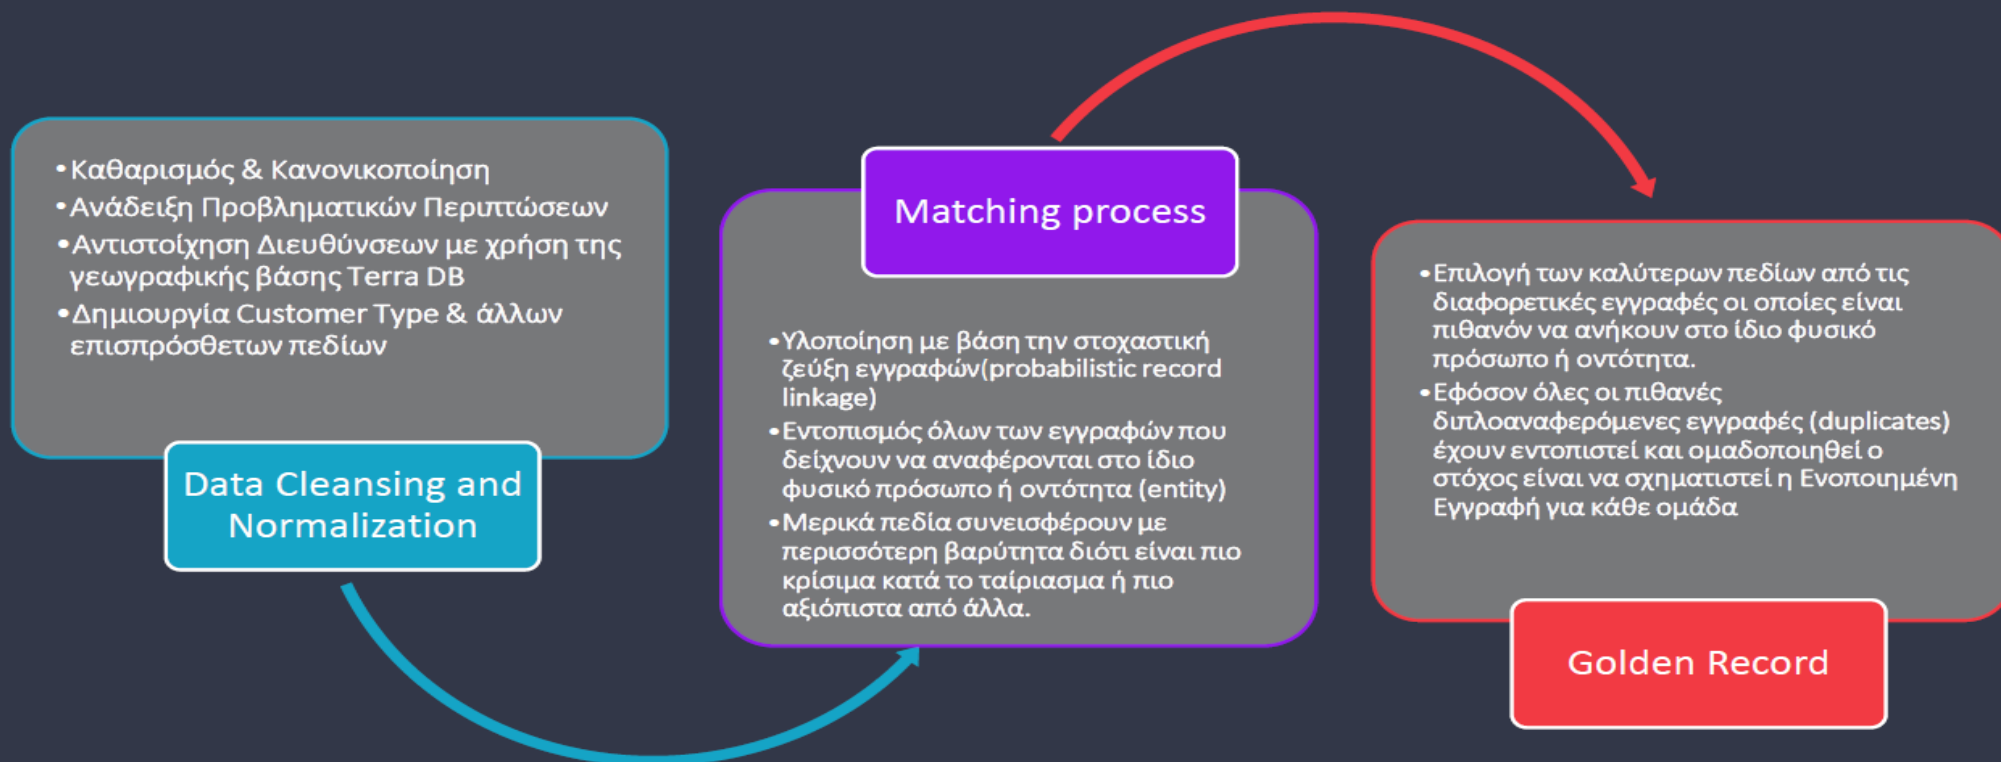 •Καθαρισμός & Κανονικοποίηση
•Ανάδειξη Προβληματικών Περιπτώσεων
•Αντιστοίχηση Διευθύνσεων με χρήση της
γεωγραφικής βάσης Terra DB
•Δημιουργία Customer Type & άλλων
επισπρόσθετων πεδίων
Data Cleansing and
Normalization
Matching process
•Υλοποίηση με βάση την στοχαστική
ζεύξη εγγραφών(probabilistic record
linkage)
•Εντοπισμός όλων των εγγραφών που
δείχνουν να αναφέρονται στο ίδιο
φυσικό πρόσωπο ή οντότητα (entity)
•Μερικά πεδία συνεισφέρουν με
περισσότερη βαρύτητα διότι είναι πιο
κρίσιμα κατά το ταίριασμα ή πιο
αξιόπιστα από άλλα.
•Επιλογή των καλύτερων πεδίων από τις
διαφορετικές εγγραφές οι οποίες είναι
πιθανόν να ανήκουν στο ίδιο φυσικό
πρόσωπο ή οντότητα.
•Εφόσον όλες οι πιθανές
διπλοαναφερόμενες εγγραφές (duplicates)
έχουν εντοπιστεί και ομαδοποιηθεί ο
στόχος είναι να σχηματιστεί η Ενοποιημένη
Εγγραφή για κάθε ομάδα
Golden Record